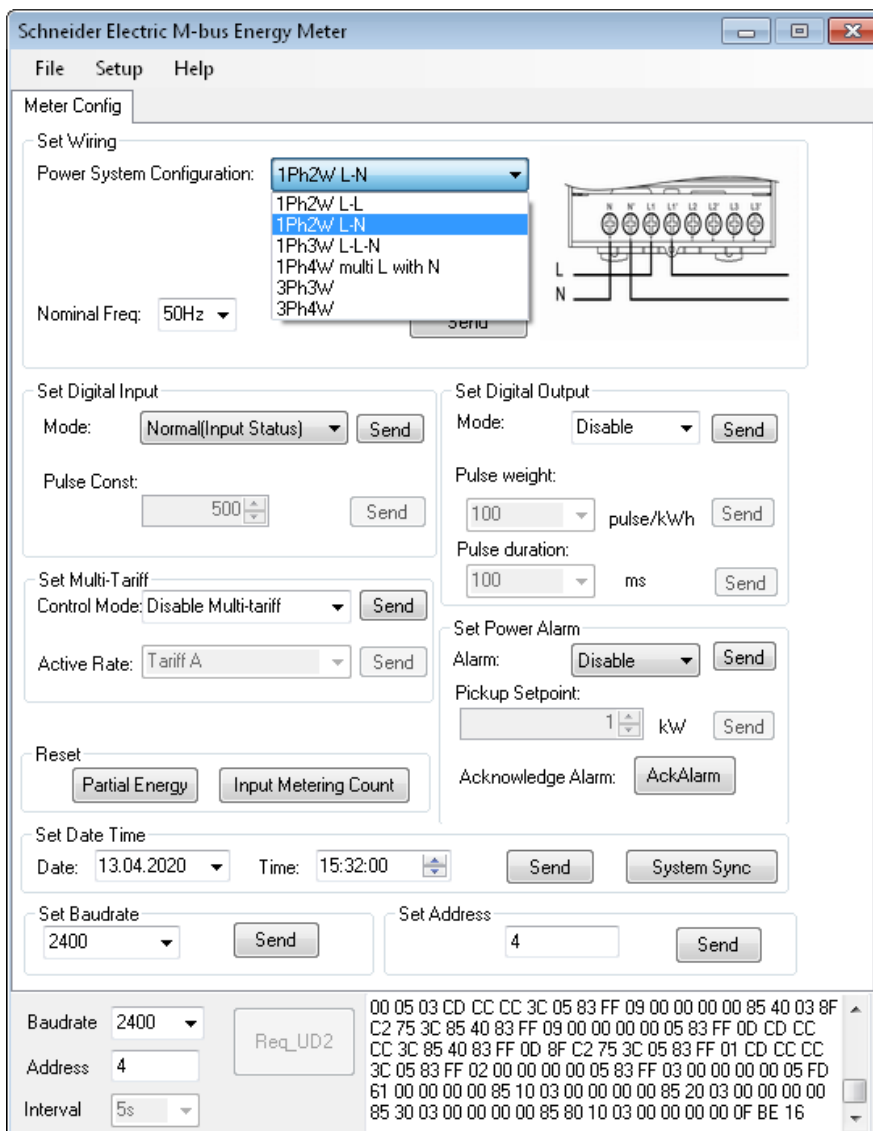 Schneider Electric M-bus Energy Meter
File Setup Help
Meter Config
Set Wiring
Power System Configuration: 1Ph2W L-N
1Ph2W L-L
1Ph2W L-N
1Ph3W L-L-N
1Ph4W multi L with N
3Ph3W
3Ph4W
N N' L1 L1' L2 L2' L3 L3'
L
N
Nominal Freq: 50Hz
Send
Set Digital Input
Mode: Normal(Input Status) Send
Pulse Const:
500 Send
Set Digital Output
Mode: Disable Send
Pulse weight:
100 pulse/kWh Send
Pulse duration:
100 ms Send
Set Multi-Tariff
Control Mode: Disable Multi-tariff Send
Active Rate: Tariff A Send
Set Power Alarm
Alarm: Disable Send
Pickup Setpoint:
1 kW Send
Acknowledge Alarm: AckAlarm
Reset
Partial Energy Input Metering Count
Set Date Time
Date: 13.04.2020 Time: 15:32:00 Send System Sync
Set Baudrate
2400 Send
Set Address
4 Send
Baudrate 2400
Address 4
Interval 5s
Req_UD2
00 05 03 CD CC CC 3C 05 83 FF 09 00 00 00 00 85 40 03 8F
C2 75 3C 85 40 83 FF 09 00 00 00 00 05 83 FF 0D CD CC
CC 3C 85 40 83 FF 0D 8F C2 75 3C 05 83 FF 01 CD CC CC
3C 05 83 FF 02 00 00 00 00 05 83 FF 03 00 00 00 00 05 FD
61 00 00 00 00 85 10 03 00 00 00 00 85 20 03 00 00 00 00
85 30 03 00 00 00 00 85 80 10 03 00 00 00 00 0F BE 16